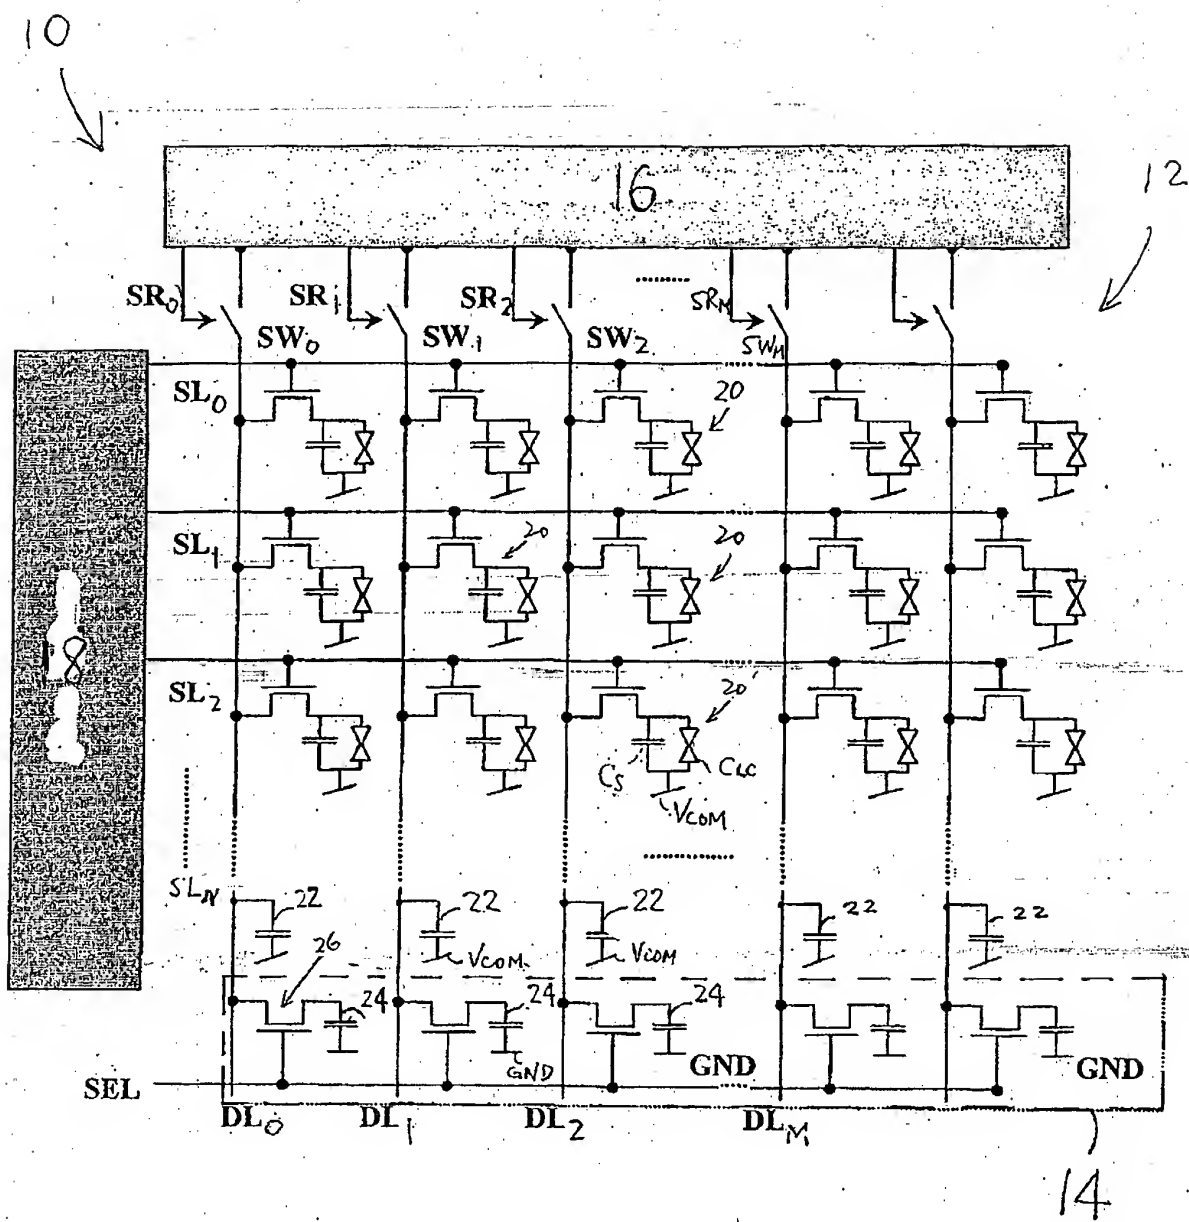 10
16
12
SR₀ SR₁ SR₂ SRM
SW₀ SW₁ SW₂ SWM
SL₀ 20
SL₁ 20 20
18
SL₂ 20'
CS CLC
VCOM
SLN 22 22 22 22 22
26 VCOM VCOM
24 24 24
GND GND GND
SEL
DL₀ DL₁ DL₂ DLM
14